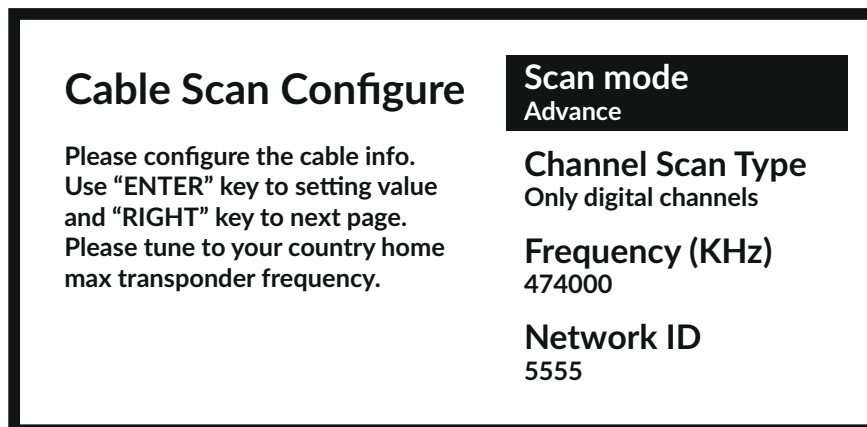 Cable Scan Configure
Please configure the cable info.
Use “ENTER” key to setting value
and “RIGHT” key to next page.
Please tune to your country home
max transponder frequency.
Scan mode
Advance
Channel Scan Type
Only digital channels
Frequency (KHz)
474000
Network ID
5555